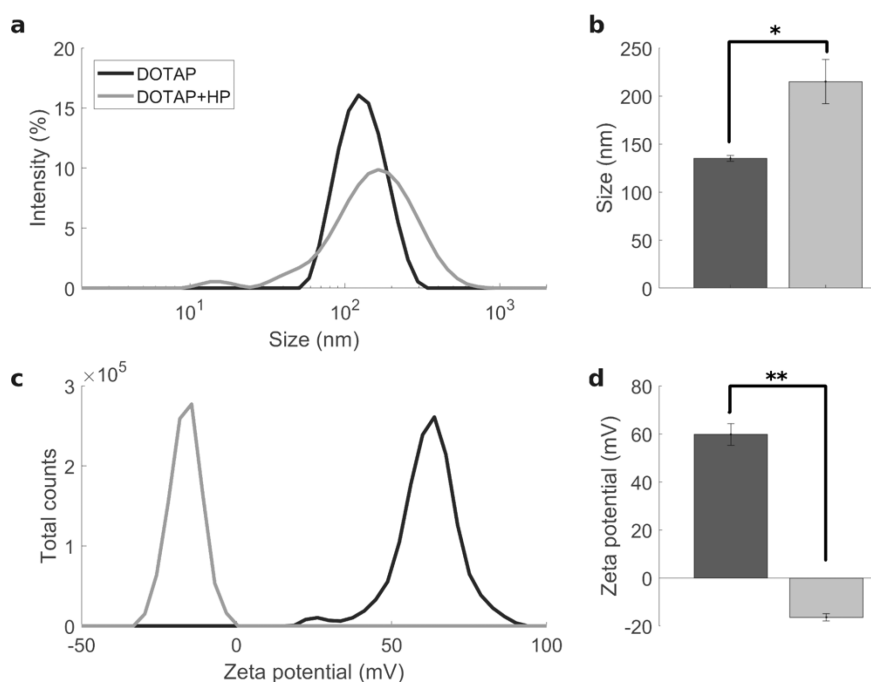 a
20
15
10
5
0
Intensity (%)
DOTAP
DOTAP+HP
10¹
10²
10³
Size (nm)
b
250
200
150
100
50
0
Size (nm)
*
c
×10⁵
3
2
1
0
Total counts
-50
0
50
100
Zeta potential (mV)
d
80
60
40
20
0
-20
Zeta potential (mV)
**